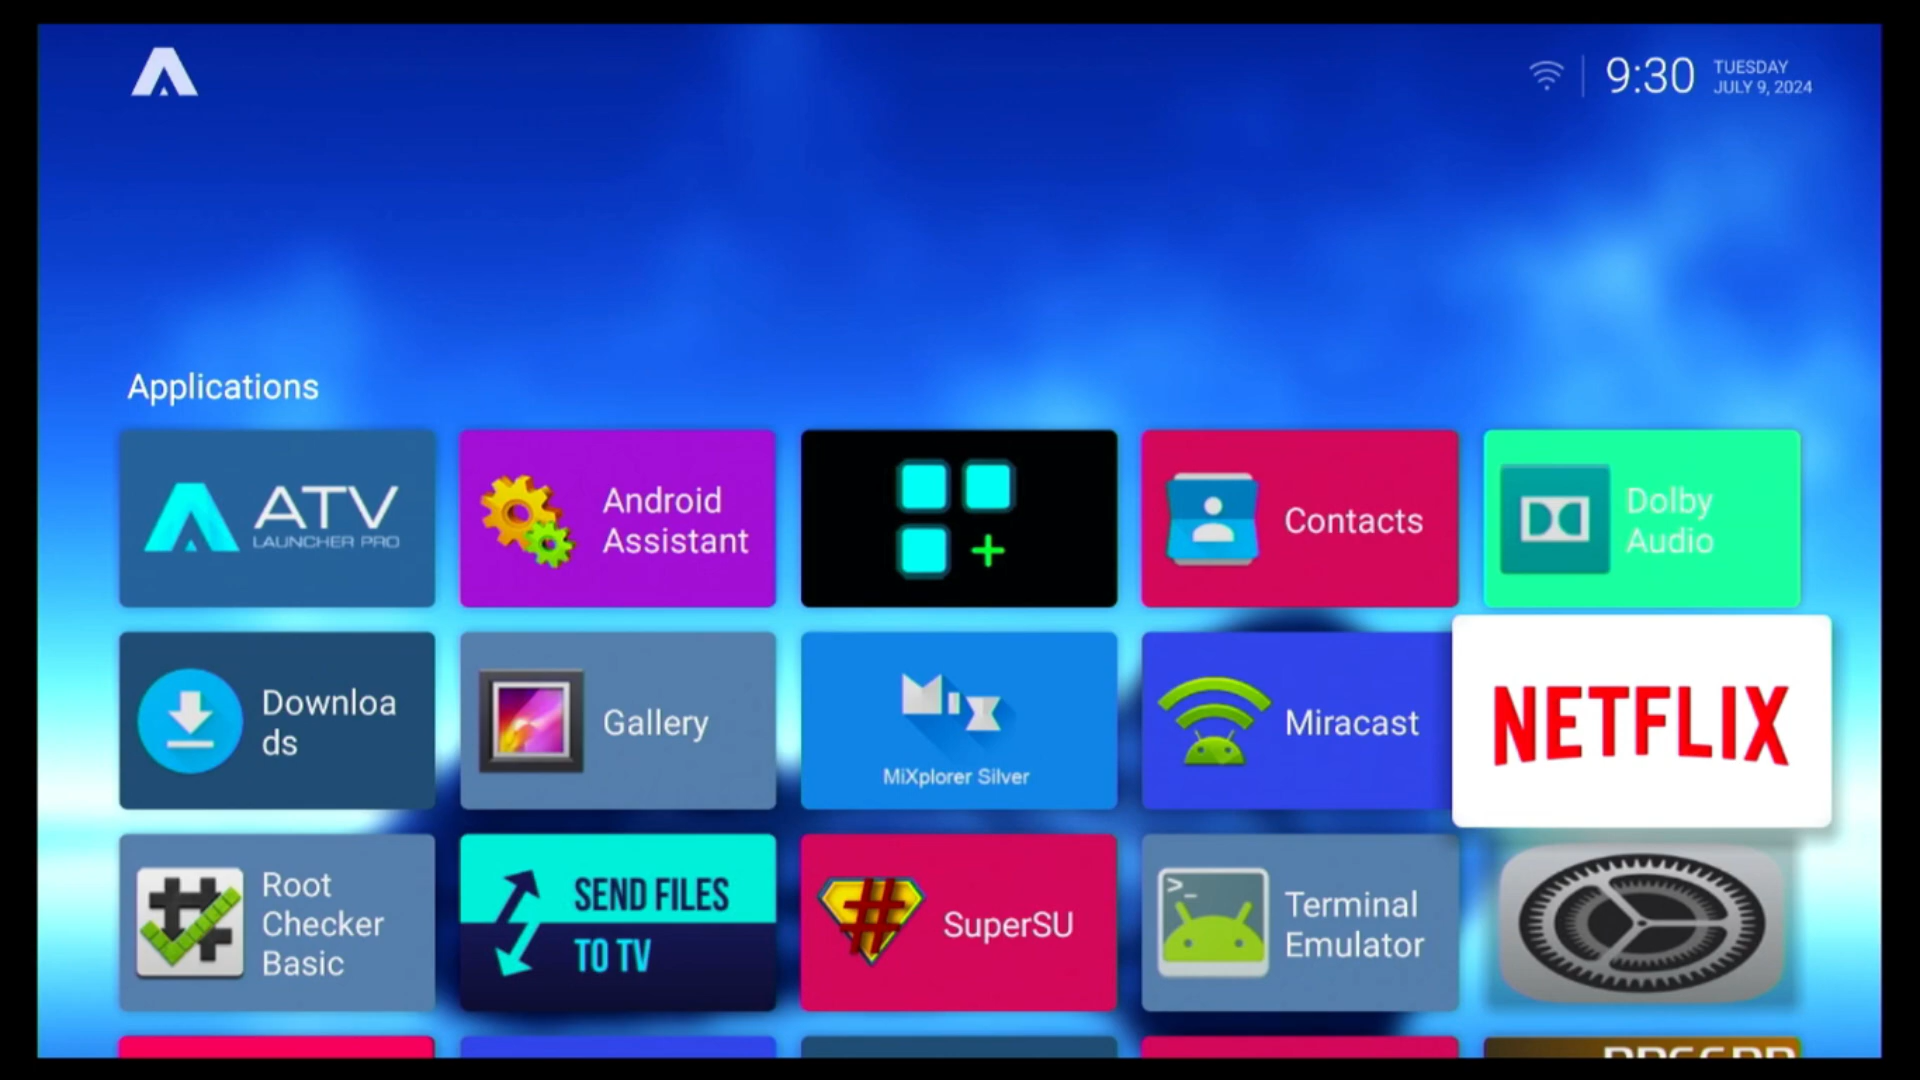 9:30
TUESDAY
JULY 9, 2024
Applications
ATV
LAUNCHER PRO
Android
Assistant
Contacts
Dolby
Audio
Downloa
ds
Gallery
MiX
MiXplorer Silver
Miracast
NETFLIX
Root
Checker
Basic
SEND FILES
TO TV
SuperSU
>_
Terminal
Emulator